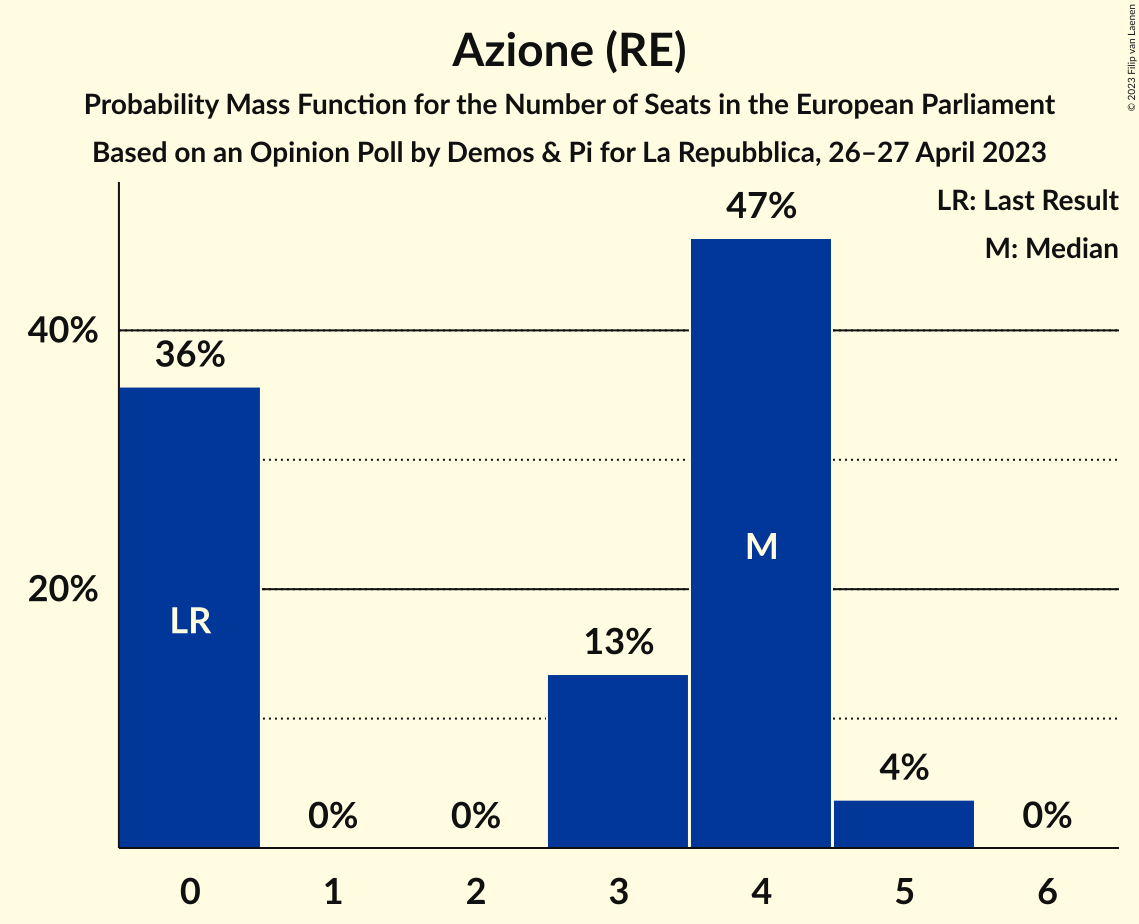 Azione (RE)
Probability Mass Function for the Number of Seats in the European Parliament
Based on an Opinion Poll by Demos & Pi for La Repubblica, 26–27 April 2023
© 2023 Filip van Laenen
LR: Last Result
M: Median
47%
40%
36%
M
20%
LR
13%
4%
0%
0%
0%
0
1
2
3
4
5
6